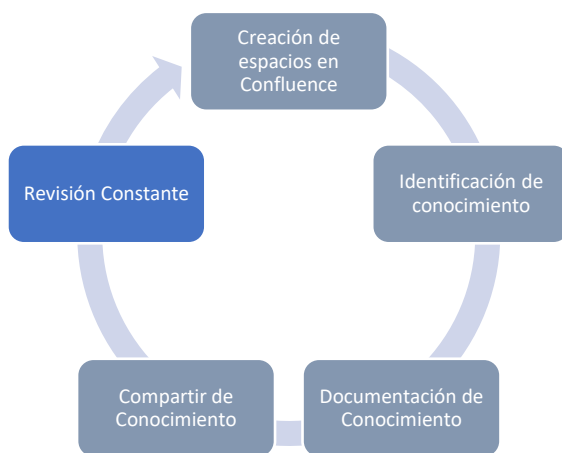 Creación de
espacios en
Confluence
Identificación de
conocimiento
Documentación de
Conocimiento
Compartir de
Conocimiento
Revisión Constante